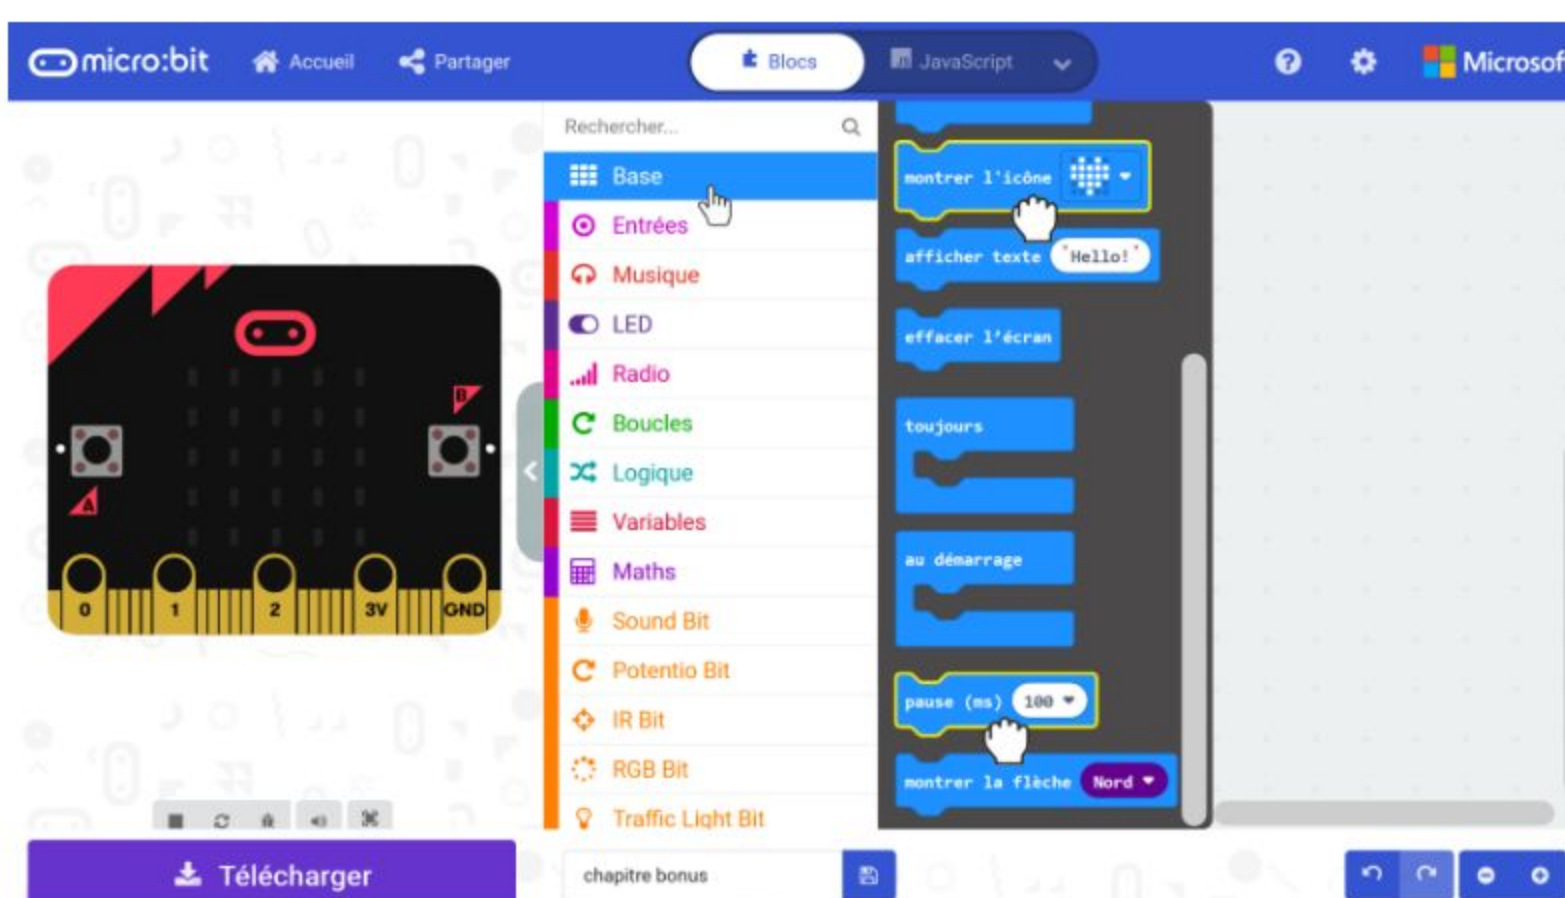 micro:bit
Accueil
Partager
Blocs
JavaScript
Microsof
Rechercher...
Base
Entrées
Musique
LED
Radio
Boucles
Logique
Variables
Maths
Sound Bit
Potentio Bit
IR Bit
RGB Bit
Traffic Light Bit
montrer l'icône
afficher texte "Hello!"
effacer l'écran
toujours
au démarrage
pause (ms) 100
montrer la flèche Nord
A
B
0 1 2 3V GND
Télécharger
chapitre bonus